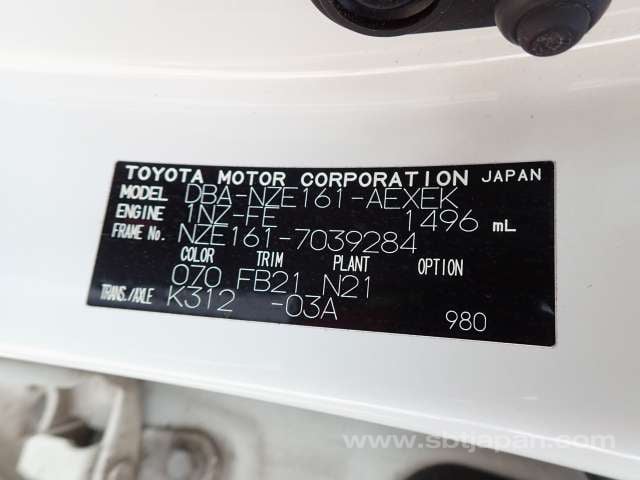 TOYOTA MOTOR CORPORATION JAPAN
MODEL DBA-NZE161-AEXEK
ENGINE 1NZ-FE 1496 mL
FRAME No. NZE161-7039284
COLOR TRIM PLANT OPTION
070 FB21 N21
TRANS./AXLE K312 -03A
980
www.sbtjapan.com